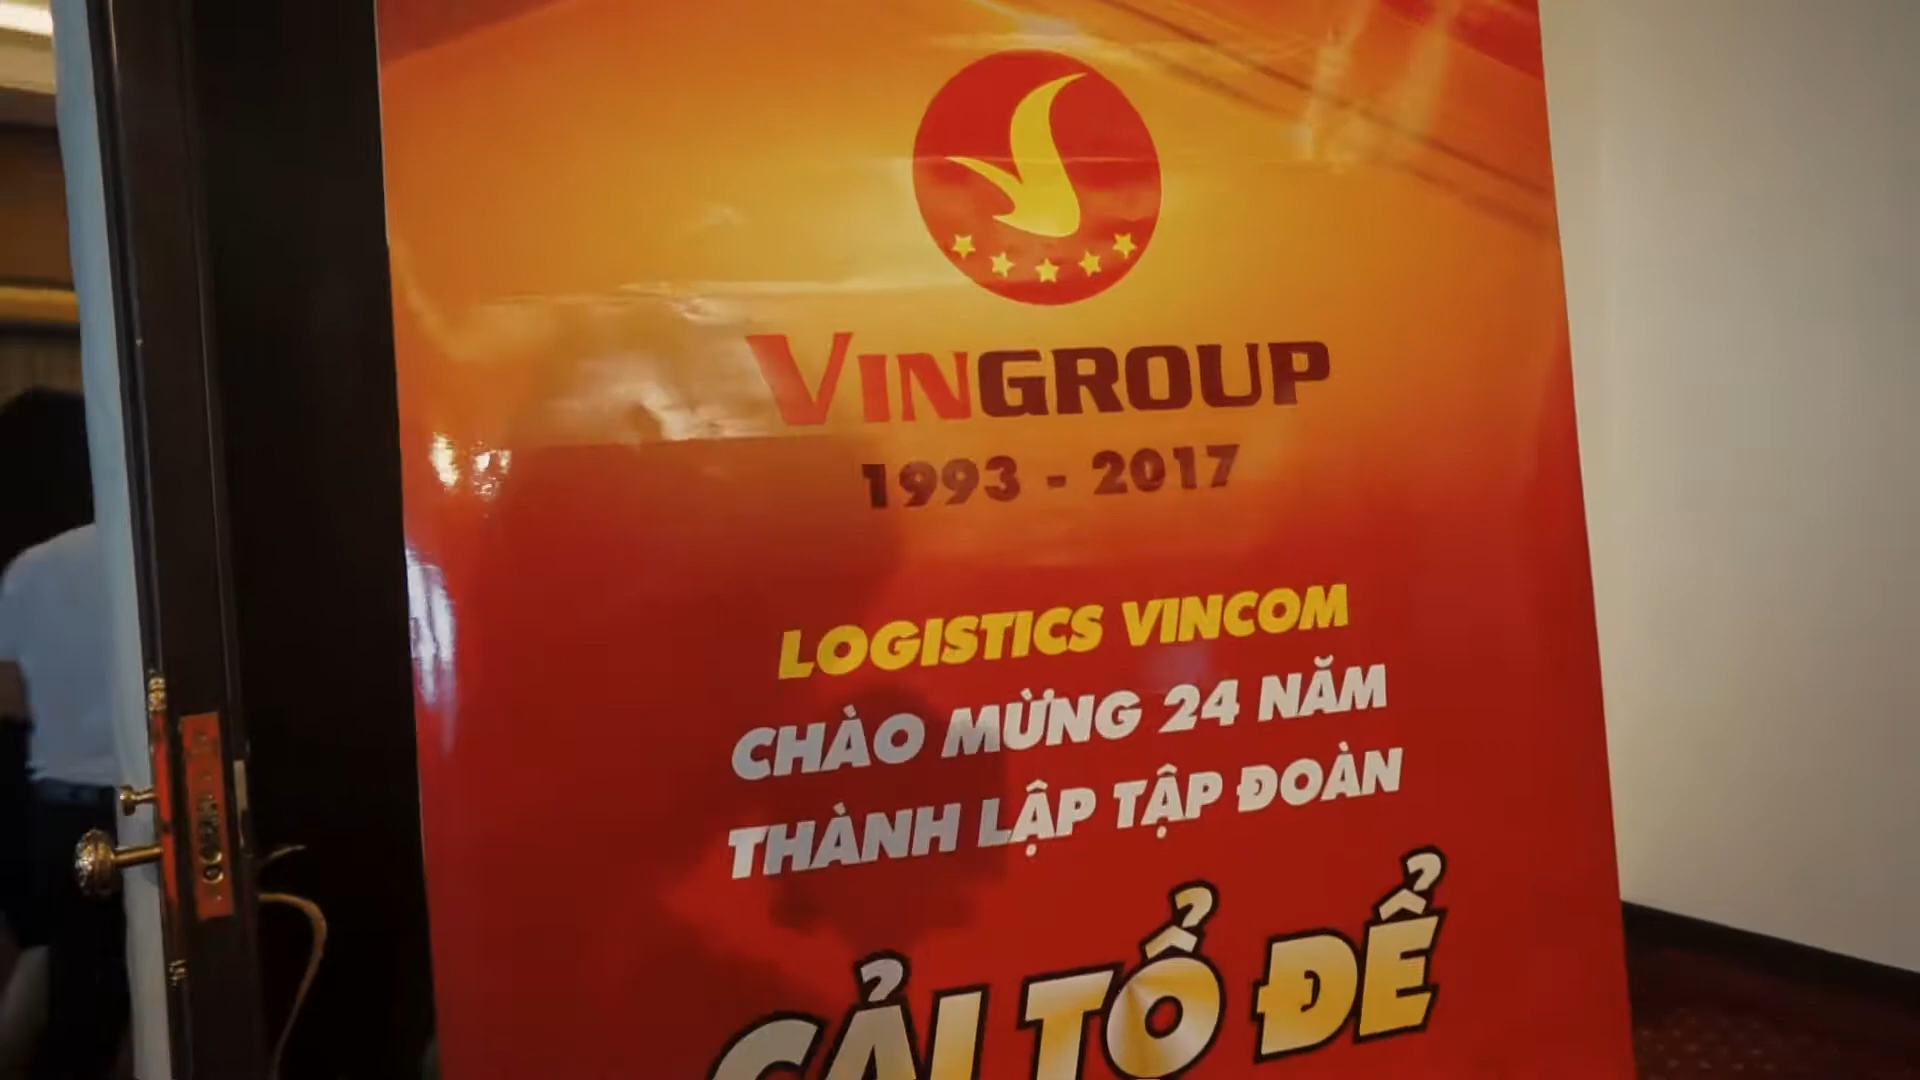 VINGROUP
1993 - 2017
LOGISTICS VINCOM
CHÀO MỪNG 24 NĂM
THÀNH LẬP TẬP ĐOÀN
CẢI TỔ ĐỂ